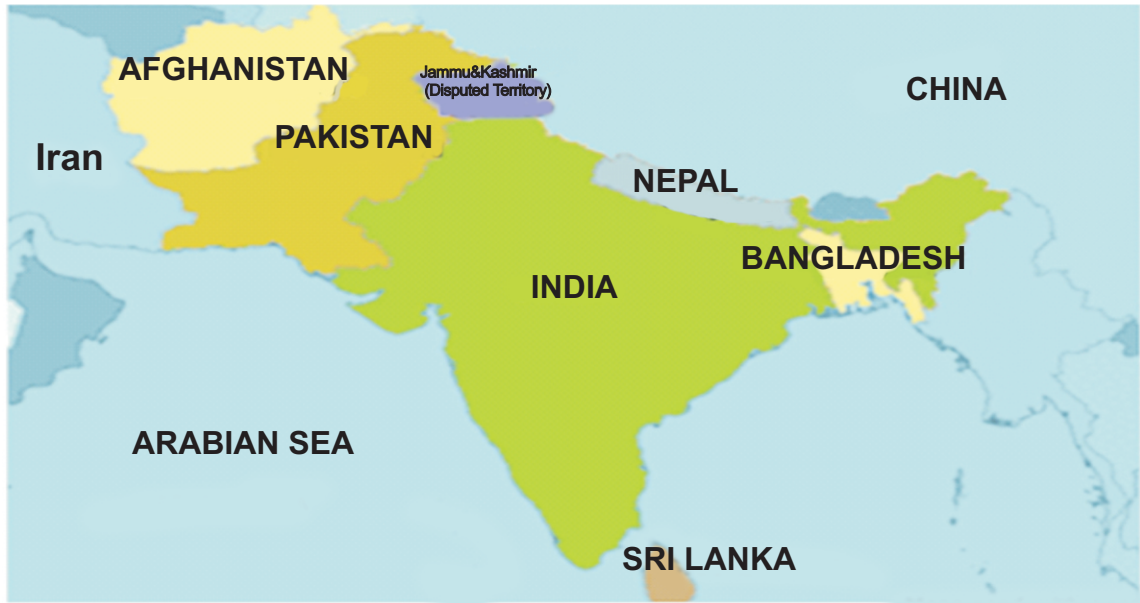 AFGHANISTAN
Jammu&Kashmir
(Disputed Territory)
CHINA
PAKISTAN
Iran
NEPAL
BANGLADESH
INDIA
ARABIAN SEA
SRI LANKA